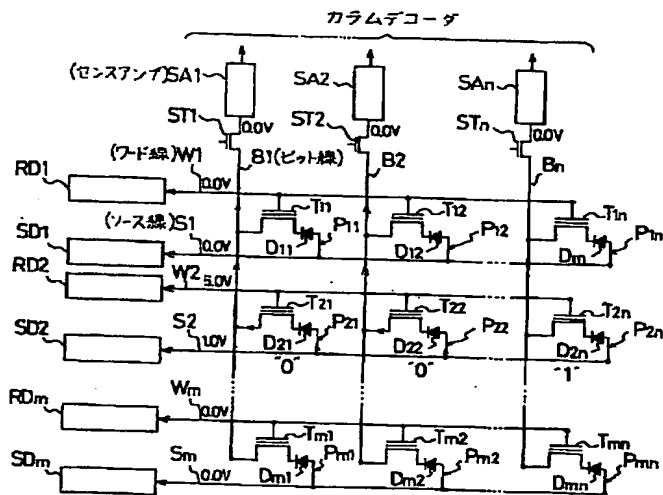 カラムデコーダ
(センスアンプ)SA1 SA2 SAn
0.0V 0.0V 0.0V
ST1 ST2 STn
(ワード線)W1 B1(ビット線) B2 Bn
RD1 0.0V
T11 T12 T1n
(ソース線)S1 P11 P12 P1n
SD1 0.0V
D11 D12 Dm
RD2 W2 5.0V
T21 T22 T2n
S2 P21 P22 P2n
SD2 1.0V
D21 D22 D2n
"0" "0" "1"
RDm Wm
0.0V
Tm1 Tm2 Tmn
Sm Pm1 Pm2 Pmn
SDm 0.0V
Dm1 Dm2 Dmn